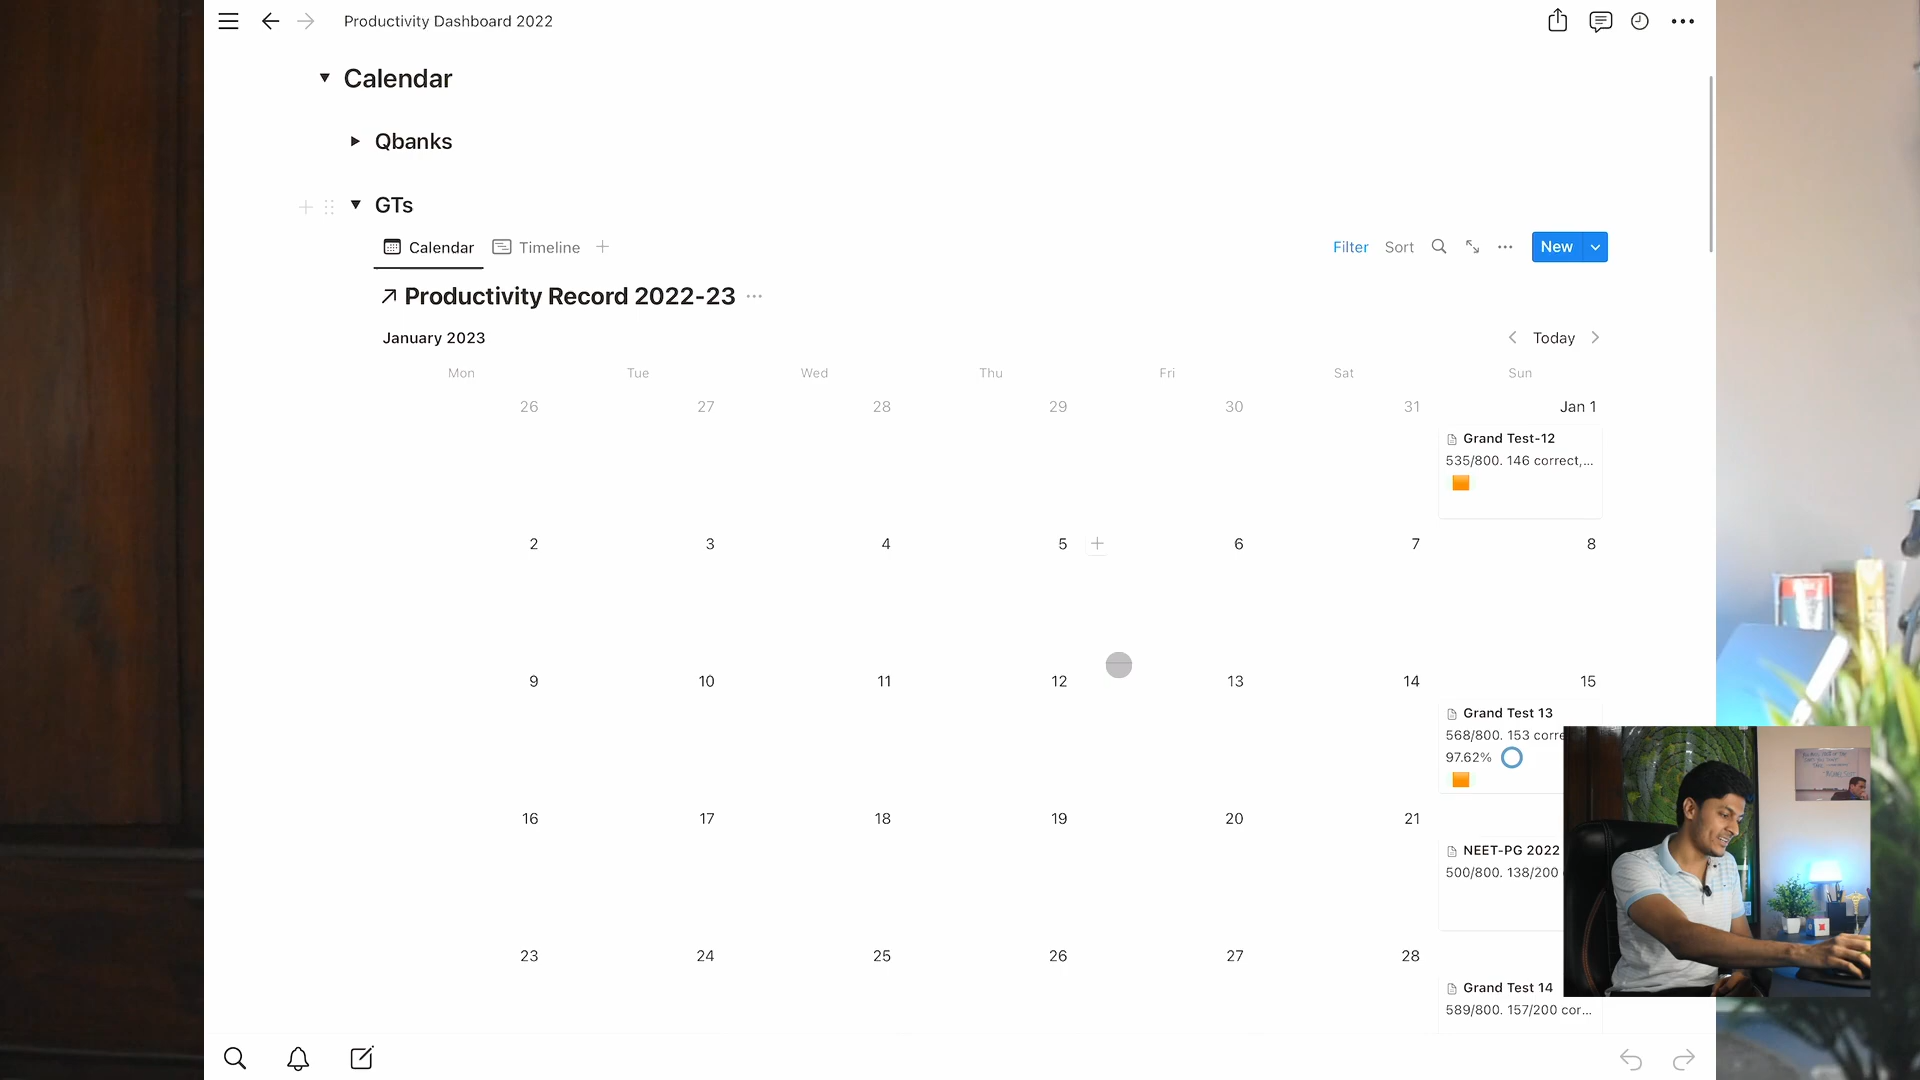 Productivity Dashboard 2022
Calendar
Qbanks
GTs
Calendar Timeline
Filter Sort New
Productivity Record 2022-23
January 2023
Today
Mon Tue Wed Thu Fri Sat Sun
26 27 28 29 30 31 Jan 1
Grand Test-12
535/800. 146 correct,...
2 3 4 5 6 7 8
9 10 11 12 13 14 15
Grand Test 13
568/800. 153 corre
97.62%
16 17 18 19 20 21
NEET-PG 2022
500/800. 138/200
23 24 25 26 27 28
Grand Test 14
589/800. 157/200 cor...